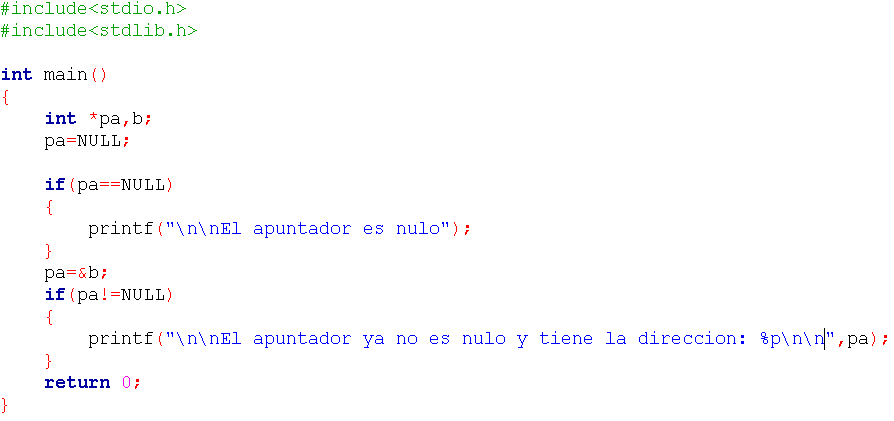 #include<stdio.h>
#include<stdlib.h>
int main()
{
int *pa,b;
pa=NULL;
if(pa==NULL)
{
printf("\n\nEl apuntador es nulo");
}
pa=&b;
if(pa!=NULL)
{
printf("\n\nEl apuntador ya no es nulo y tiene la direccion: %p\n\n",pa);
}
return 0;
}